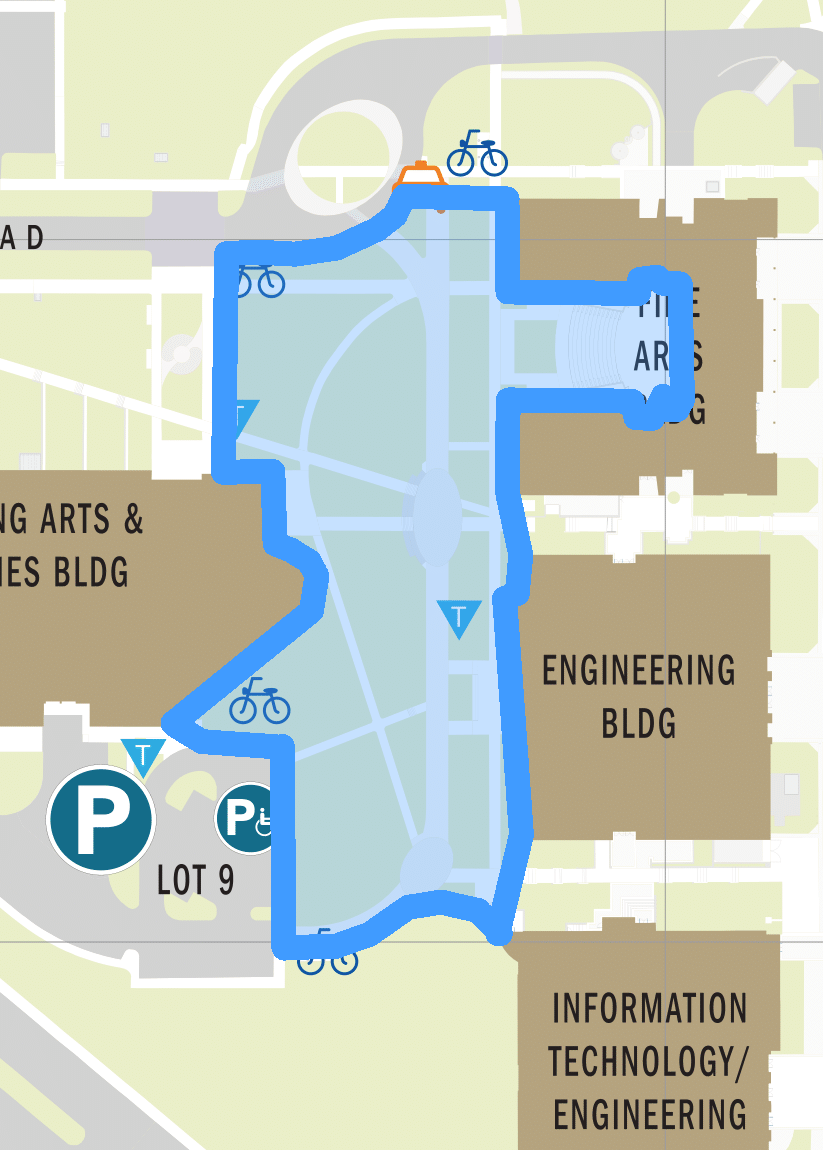 A D
FINE
ARTS
BLDG
T
NG ARTS &
IES BLDG
T
ENGINEERING
BLDG
T
P
P
LOT 9
INFORMATION
TECHNOLOGY/
ENGINEERING